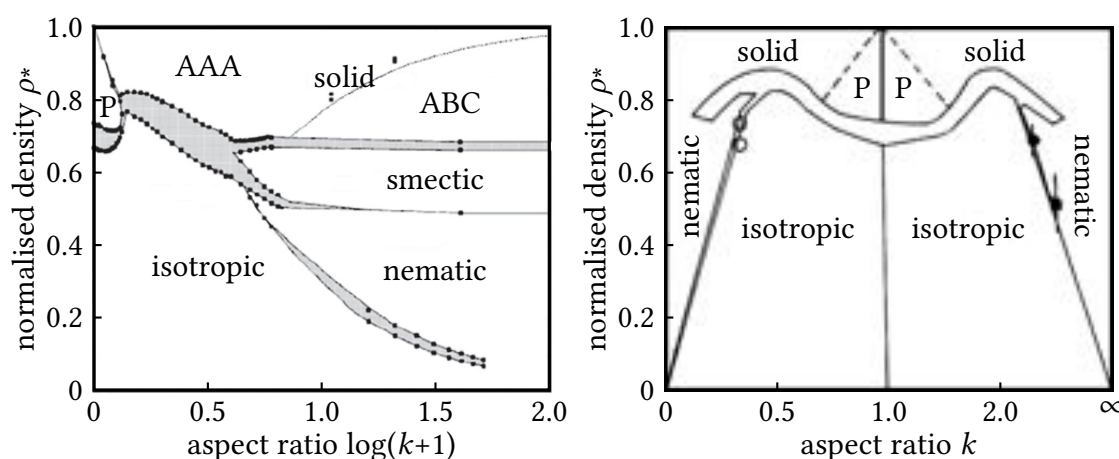 1.0
0.8
0.6
0.4
0.2
0
normalised density ρ*
AAA
P
solid
ABC
smectic
isotropic
nematic
0
0.5
1.0
1.5
2.0
aspect ratio log(k+1)
1.0
0.8
0.6
0.4
0.2
0
normalised density ρ*
solid
solid
P
P
nematic
nematic
isotropic
isotropic
0
0.5
1.0
2.0
∞
aspect ratio k